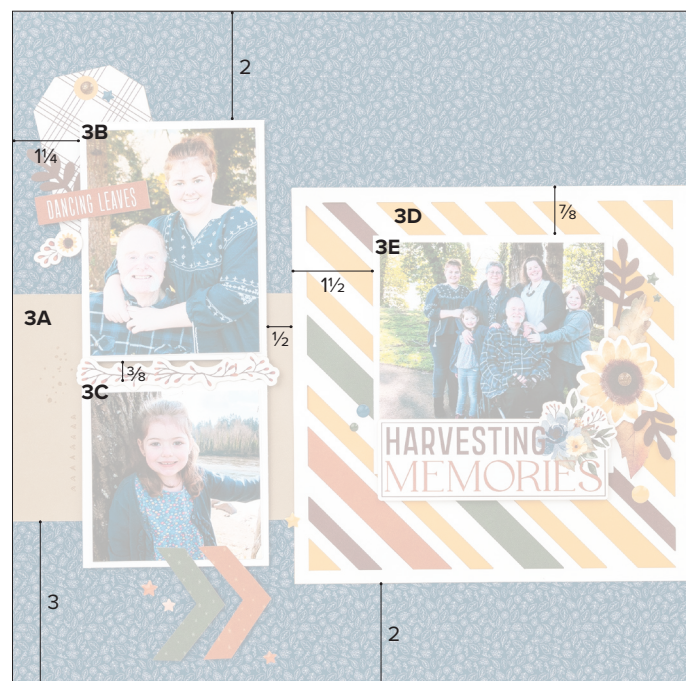 2
3B
1¼
DANCING LEAVES
3D
⅞
3E
1½
3A
½
⅜
3C
HARVESTING
MEMORIES
3
2